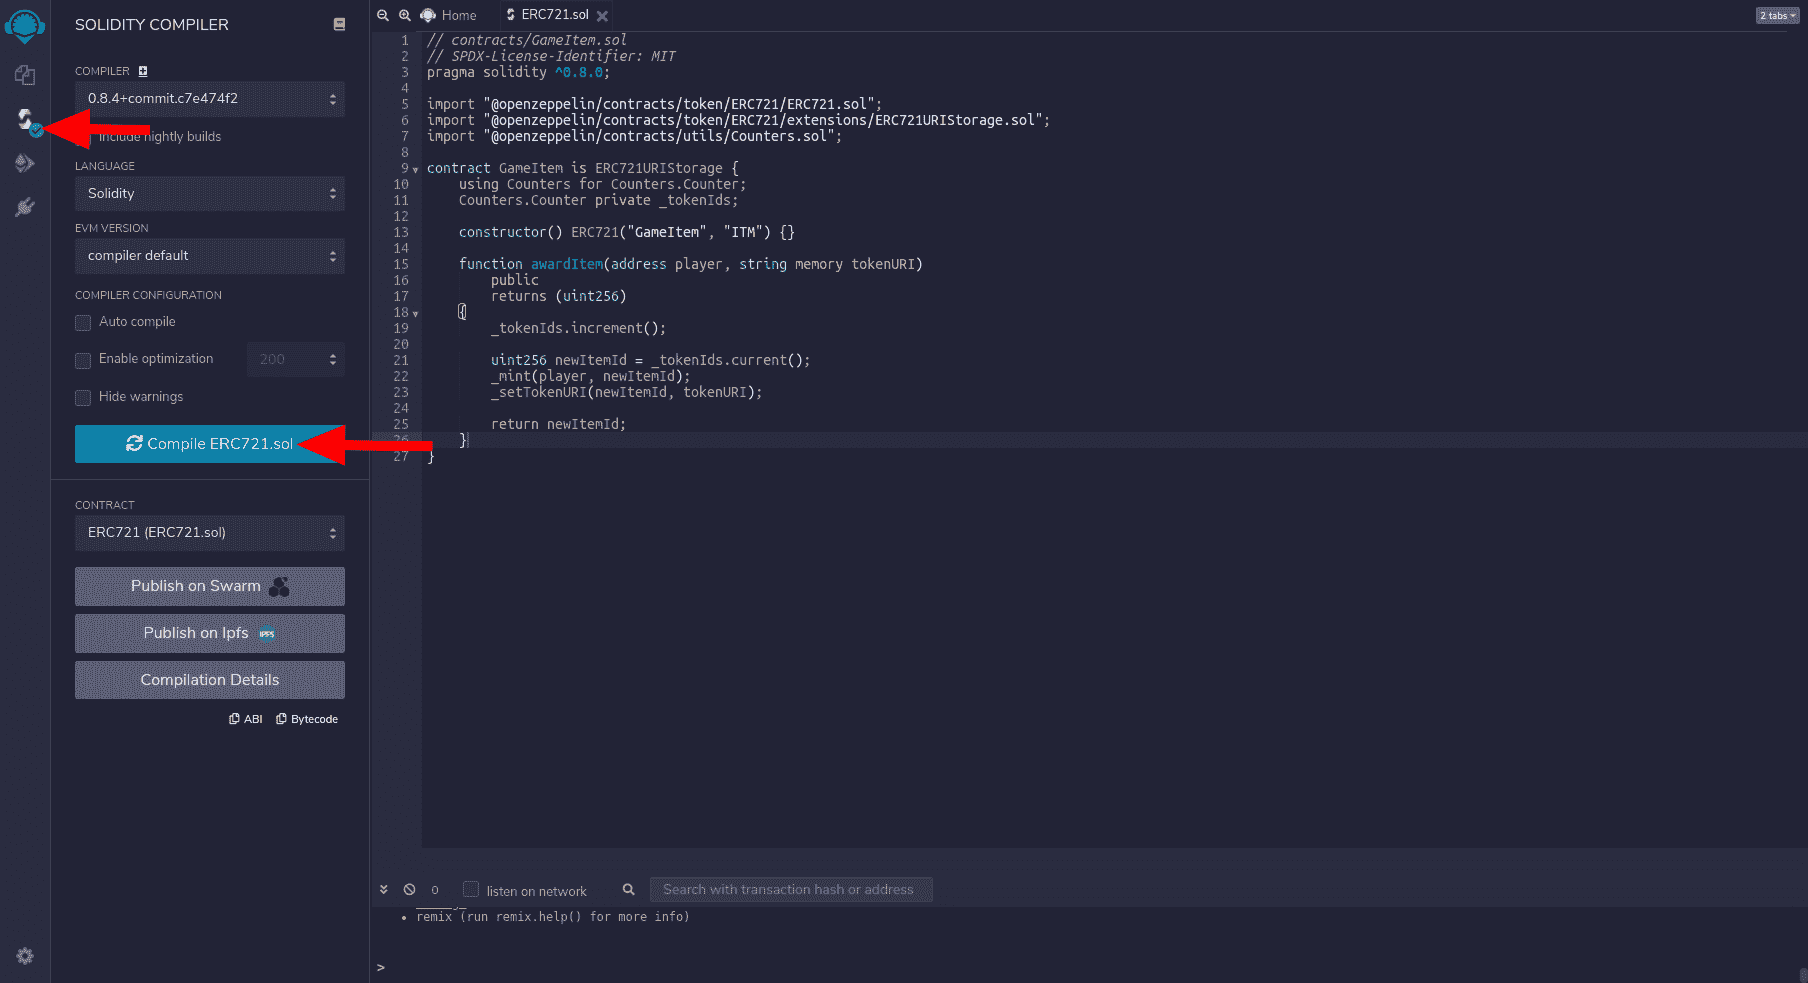 SOLIDITY COMPILER
COMPILER
0.8.4+commit.c7e474f2
Include nightly builds
LANGUAGE
Solidity
EVM VERSION
compiler default
COMPILER CONFIGURATION
Auto compile
Enable optimization
200
Hide warnings
Compile ERC721.sol
CONTRACT
ERC721 (ERC721.sol)
Publish on Swarm
Publish on Ipfs IPFS
Compilation Details
ABI Bytecode
Home ERC721.sol
2 tabs
1 // contracts/GameItem.sol
2 // SPDX-License-Identifier: MIT
3 pragma solidity ^0.8.0;
4
5 import "@openzeppelin/contracts/token/ERC721/ERC721.sol";
6 import "@openzeppelin/contracts/token/ERC721/extensions/ERC721URIStorage.sol";
7 import "@openzeppelin/contracts/utils/Counters.sol";
8
9 contract GameItem is ERC721URIStorage {
10 using Counters for Counters.Counter;
11 Counters.Counter private _tokenIds;
12
13 constructor() ERC721("GameItem", "ITM") {}
14
15 function awardItem(address player, string memory tokenURI)
16 public
17 returns (uint256)
18 {
19 _tokenIds.increment();
20
21 uint256 newItemId = _tokenIds.current();
22 _mint(player, newItemId);
23 _setTokenURI(newItemId, tokenURI);
24
25 return newItemId;
26 }
27 }
0 listen on network Search with transaction hash or address
• remix (run remix.help() for more info)
>